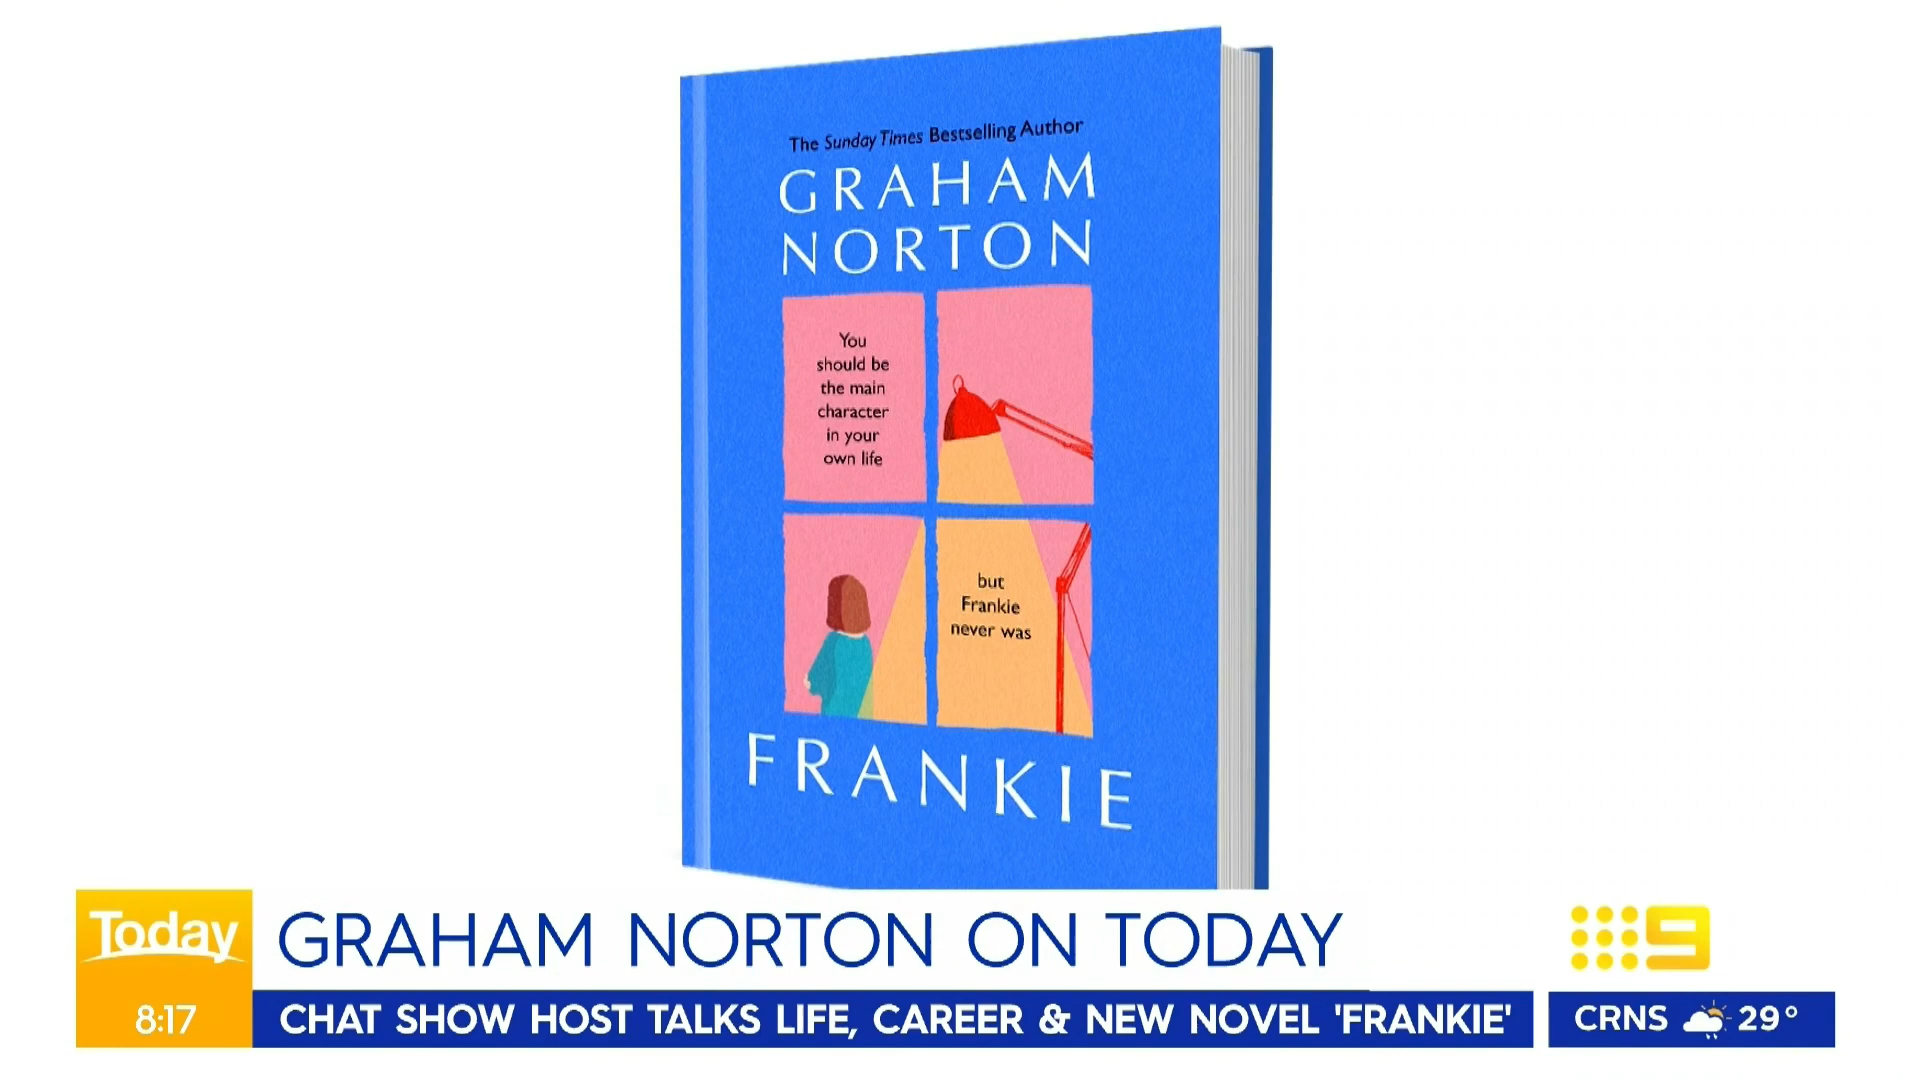 The Sunday Times Bestselling Author
GRAHAM
NORTON
You
should be
the main
character
in your
own life
but
Frankie
never was
FRANKIE
Today
8:17
GRAHAM NORTON ON TODAY
CHAT SHOW HOST TALKS LIFE, CAREER & NEW NOVEL 'FRANKIE'
9
CRNS 29°